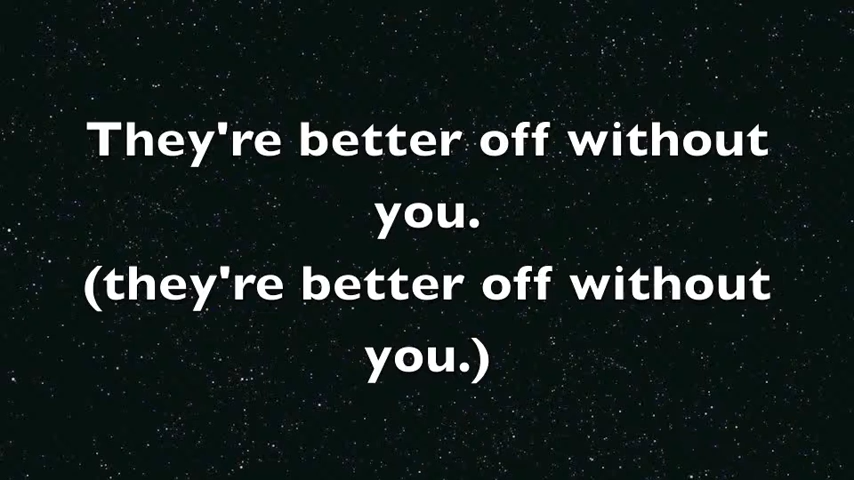 They're better off without
you.
(they're better off without
you.)